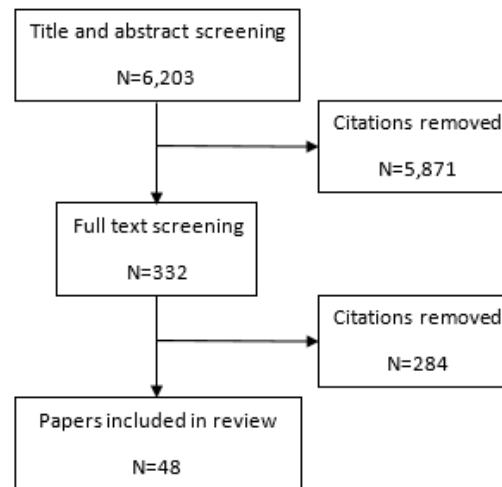 Title and abstract screening
N=6,203
Citations removed
N=5,871
Full text screening
N=332
Citations removed
N=284
Papers included in review
N=48